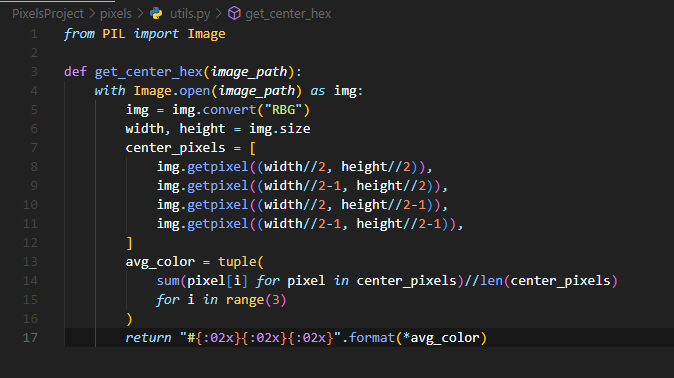 PixelsProject > pixels > utils.py > get_center_hex
1 from PIL import Image
2
3 def get_center_hex(image_path):
4     with Image.open(image_path) as img:
5         img = img.convert("RBG")
6         width, height = img.size
7         center_pixels = [
8             img.getpixel((width//2, height//2)),
9             img.getpixel((width//2-1, height//2)),
10             img.getpixel((width//2, height//2-1)),
11             img.getpixel((width//2-1, height//2-1)),
12         ]
13         avg_color = tuple(
14             sum(pixel[i] for pixel in center_pixels)//len(center_pixels)
15             for i in range(3)
16         )
17         return "#{:02x}{:02x}{:02x}".format(*avg_color)